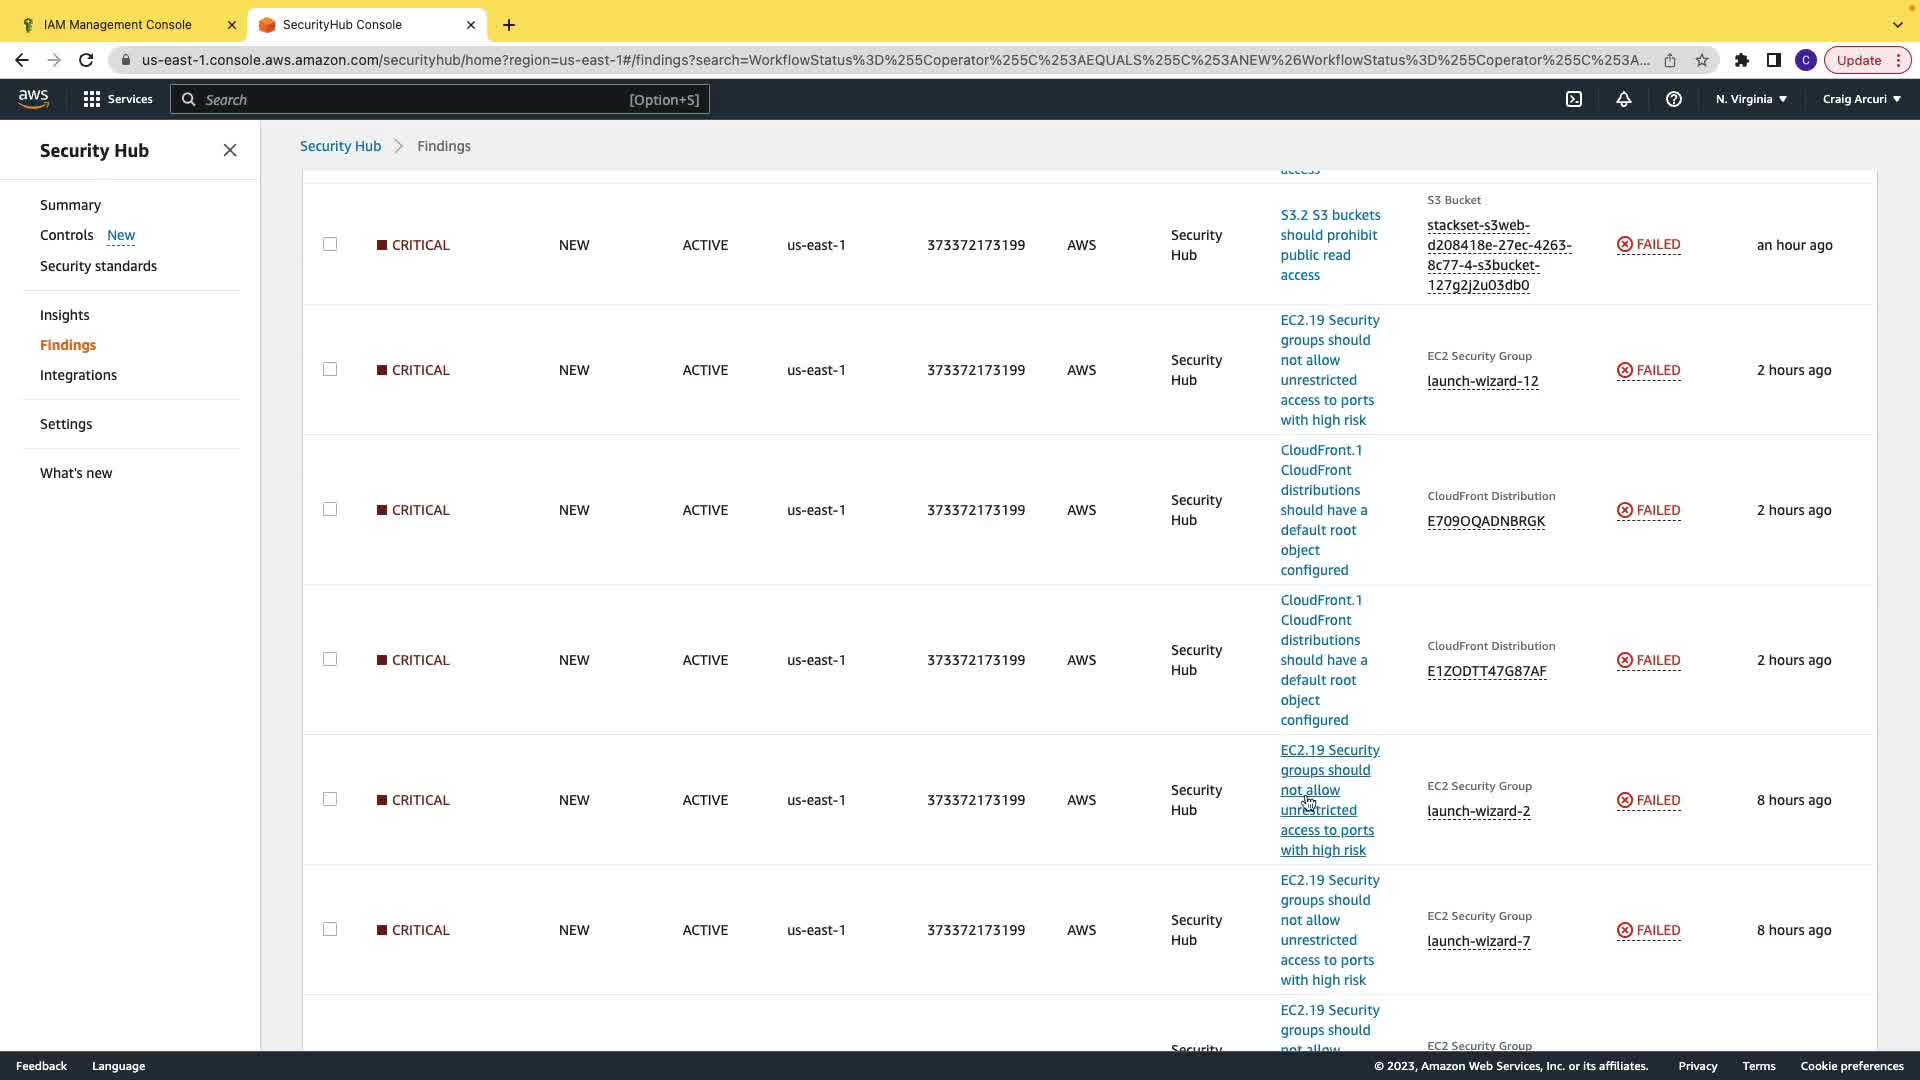 IAM Management Console
SecurityHub Console
us-east-1.console.aws.amazon.com/securityhub/home?region=us-east-1#/findings?search=WorkflowStatus%3D%255Coperator%255C%253AEQUALS%255C%253ANEW%26WorkflowStatus%3D%255Coperator%255C%253A...
C
Update
aws
Services
Search
[Option+S]
N. Virginia
Craig Arcuri
Security Hub
Summary
Controls New
Security standards
Insights
Findings
Integrations
Settings
What's new
Security Hub
Findings
access
CRITICAL
NEW
ACTIVE
us-east-1
373372173199
AWS
Security
Hub
S3.2 S3 buckets
should prohibit
public read
access
S3 Bucket
stackset-s3web-
d208418e-27ec-4263-
8c77-4-s3bucket-
127g2j2u03db0
FAILED
an hour ago
CRITICAL
NEW
ACTIVE
us-east-1
373372173199
AWS
Security
Hub
EC2.19 Security
groups should
not allow
unrestricted
access to ports
with high risk
EC2 Security Group
launch-wizard-12
FAILED
2 hours ago
CRITICAL
NEW
ACTIVE
us-east-1
373372173199
AWS
Security
Hub
CloudFront.1
CloudFront
distributions
should have a
default root
object
configured
CloudFront Distribution
E709OQADNBRGK
FAILED
2 hours ago
CRITICAL
NEW
ACTIVE
us-east-1
373372173199
AWS
Security
Hub
CloudFront.1
CloudFront
distributions
should have a
default root
object
configured
CloudFront Distribution
E1ZODTT47G87AF
FAILED
2 hours ago
CRITICAL
NEW
ACTIVE
us-east-1
373372173199
AWS
Security
Hub
EC2.19 Security
groups should
not allow
unrestricted
access to ports
with high risk
EC2 Security Group
launch-wizard-2
FAILED
8 hours ago
CRITICAL
NEW
ACTIVE
us-east-1
373372173199
AWS
Security
Hub
EC2.19 Security
groups should
not allow
unrestricted
access to ports
with high risk
EC2 Security Group
launch-wizard-7
FAILED
8 hours ago
Security
EC2.19 Security
groups should
not allow
EC2 Security Group
Feedback
Language
© 2023, Amazon Web Services, Inc. or its affiliates.
Privacy
Terms
Cookie preferences